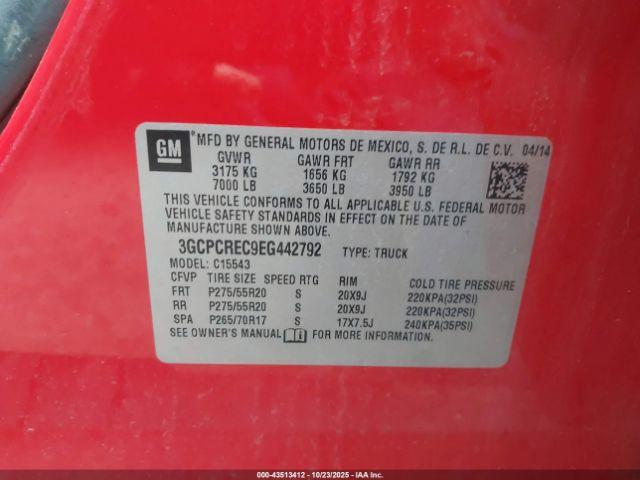 GM
*MFD BY GENERAL MOTORS DE MEXICO, S. DE R.L. DE C.V. 04/14
GVWR GAWR FRT GAWR RR
3175 KG 1656 KG 1792 KG
7000 LB 3650 LB 3950 LB
THIS VEHICLE CONFORMS TO ALL APPLICABLE U.S. FEDERAL MOTOR
VEHICLE SAFETY STANDARDS IN EFFECT ON THE DATE OF
MANUFACTURE SHOWN ABOVE.
3GCPCREC9EG442792 TYPE: TRUCK
MODEL: C15543
CFVP TIRE SIZE SPEED RTG RIM COLD TIRE PRESSURE
FRT P275/55R20 S 20X9J 220KPA(32PSI)
RR P275/55R20 S 20X9J 220KPA(32PSI)
SPA P265/70R17 S 17X7.5J 240KPA(35PSI)
SEE OWNER'S MANUAL i FOR MORE INFORMATION.
000-43513412 | 10/23/2025 - IAAI, Inc.